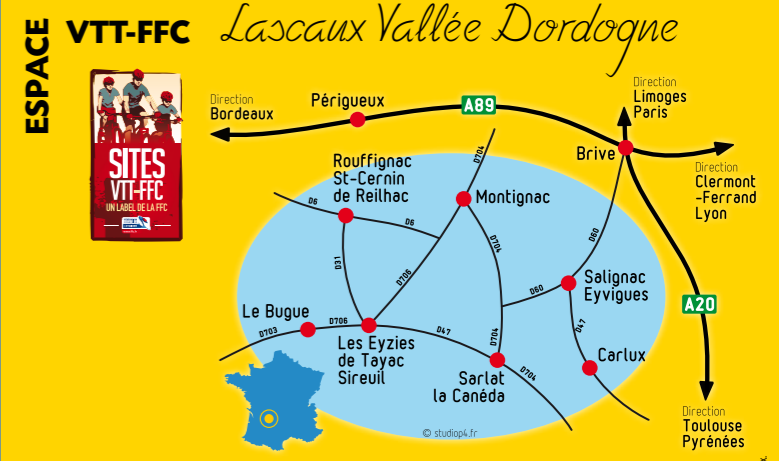 ESPACE
VTT-FFC
Lascaux Vallée Dordogne
SITES
VTT-FFC
UN LABEL DE LA FFC
Direction
Bordeaux
Périgueux
A89
Direction
Limoges
Paris
Brive
Direction
Clermont
-Ferrand
Lyon
Rouffignac
St-Cernin
de Reilhac
D704
Montignac
D6
D6
D704
D60
D31
D706
Salignac
Eyvigues
D60
A20
Le Bugue
D706
D703
Les Eyzies
de Tayac
Sireuil
D47
D704
D47
Carlux
Sarlat
la Canéda
D704
Direction
Toulouse
Pyrénées
© studiop4.fr